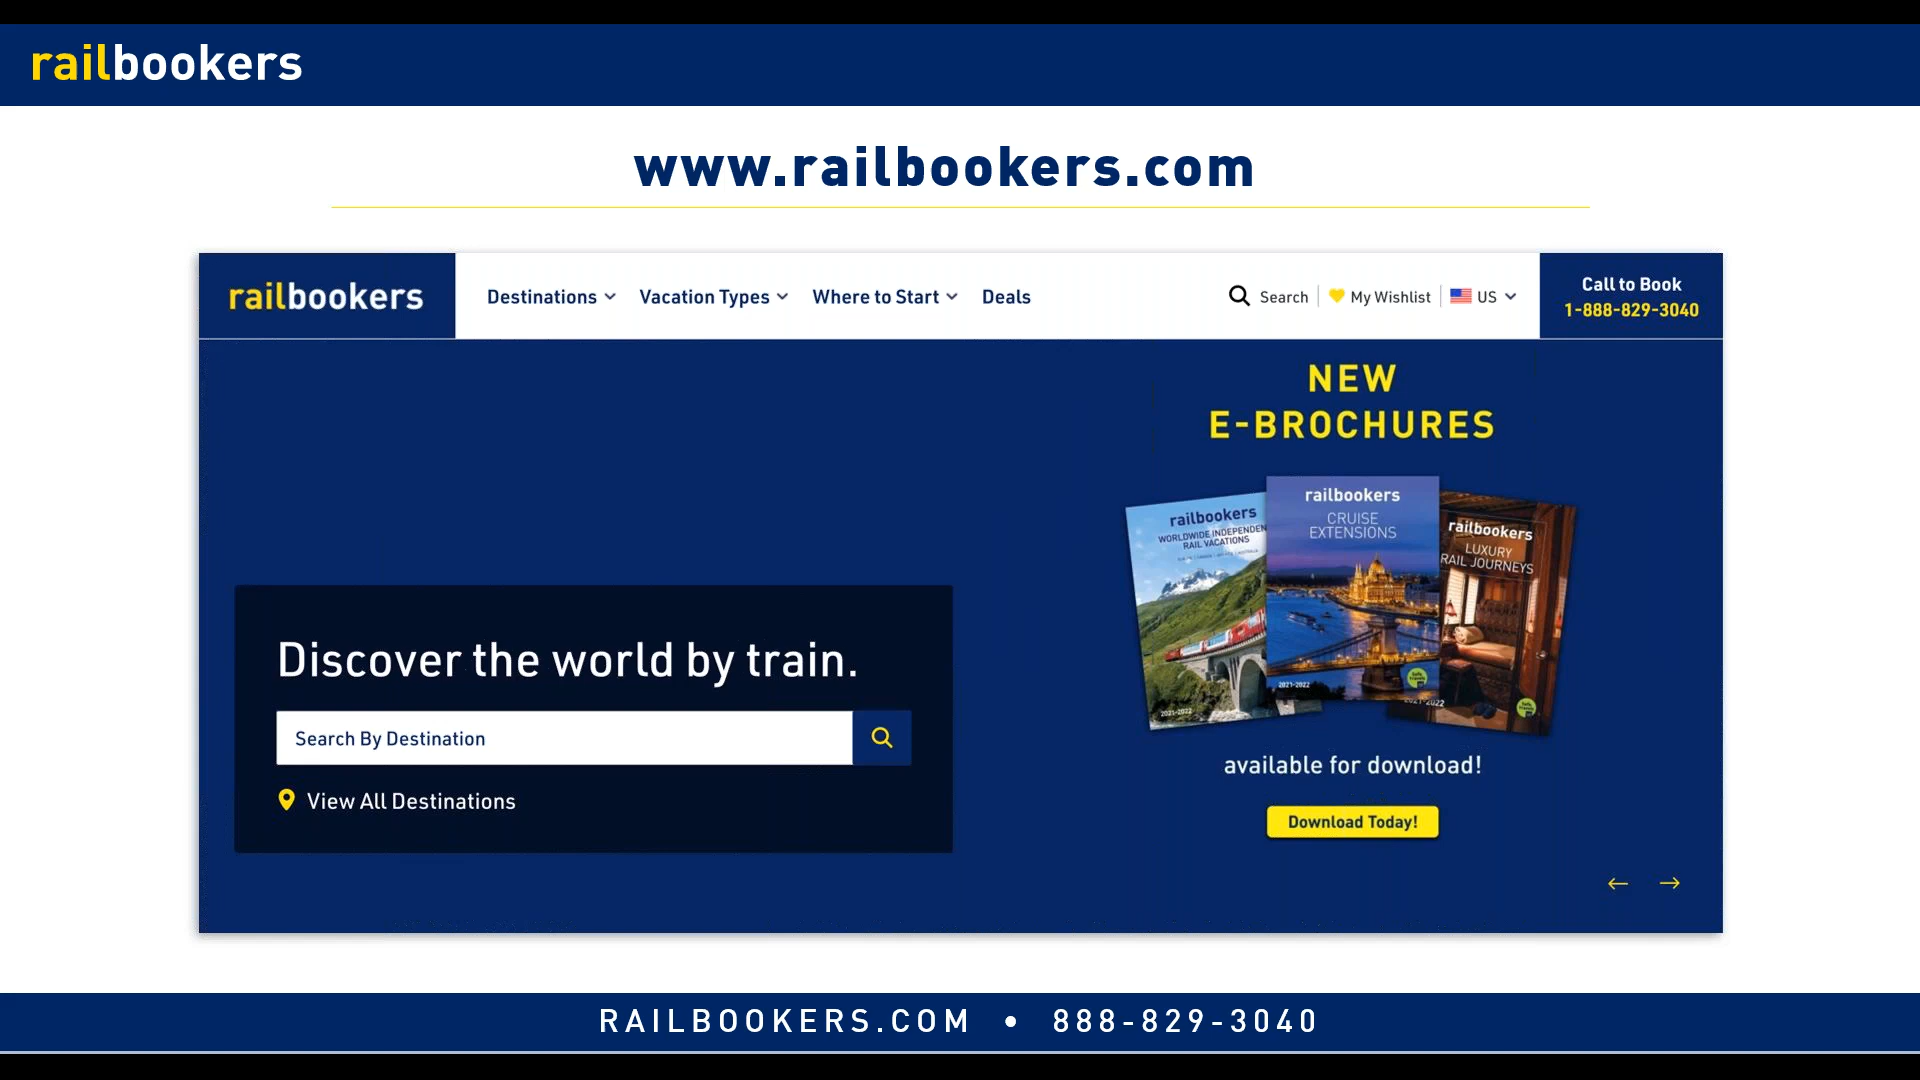 railbookers
www.railbookers.com
railbookers
Destinations
Vacation Types
Where to Start
Deals
Search
My Wishlist
US
Call to Book
1-888-829-3040
NEW
E-BROCHURES
railbookers
WORLDWIDE INDEPENDEN
RAIL VACATIONS
2021-2022
railbookers
CRUISE
EXTENSIONS
2021-2022
railbookers
LUXURY
RAIL JOURNEYS
2021-2022
Discover the world by train.
Search By Destination
View All Destinations
available for download!
Download Today!
RAILBOOKERS.COM • 888-829-3040